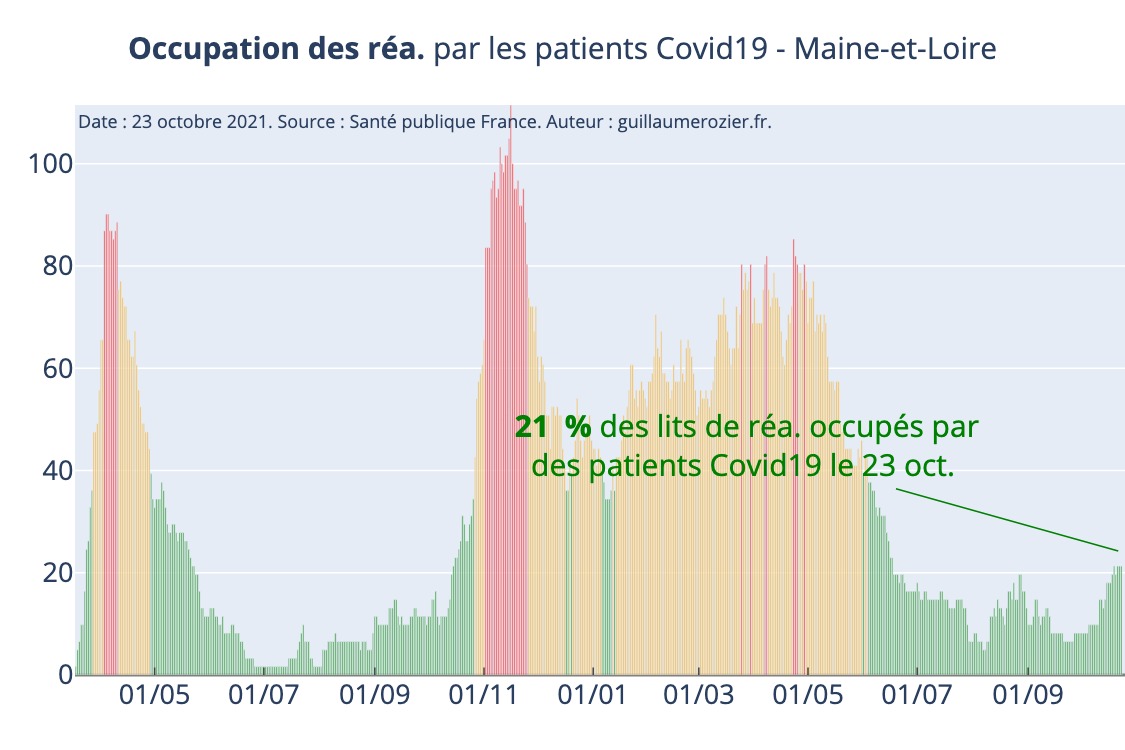 Occupation des réa. par les patients Covid19 - Maine-et-Loire
Date : 23 octobre 2021. Source : Santé publique France. Auteur : guillaumerozier.fr.
100
80
60
21 % des lits de réa. occupés par
des patients Covid19 le 23 oct.
40
20
0
01/05 01/07 01/09 01/11 01/01 01/03 01/05 01/07 01/09